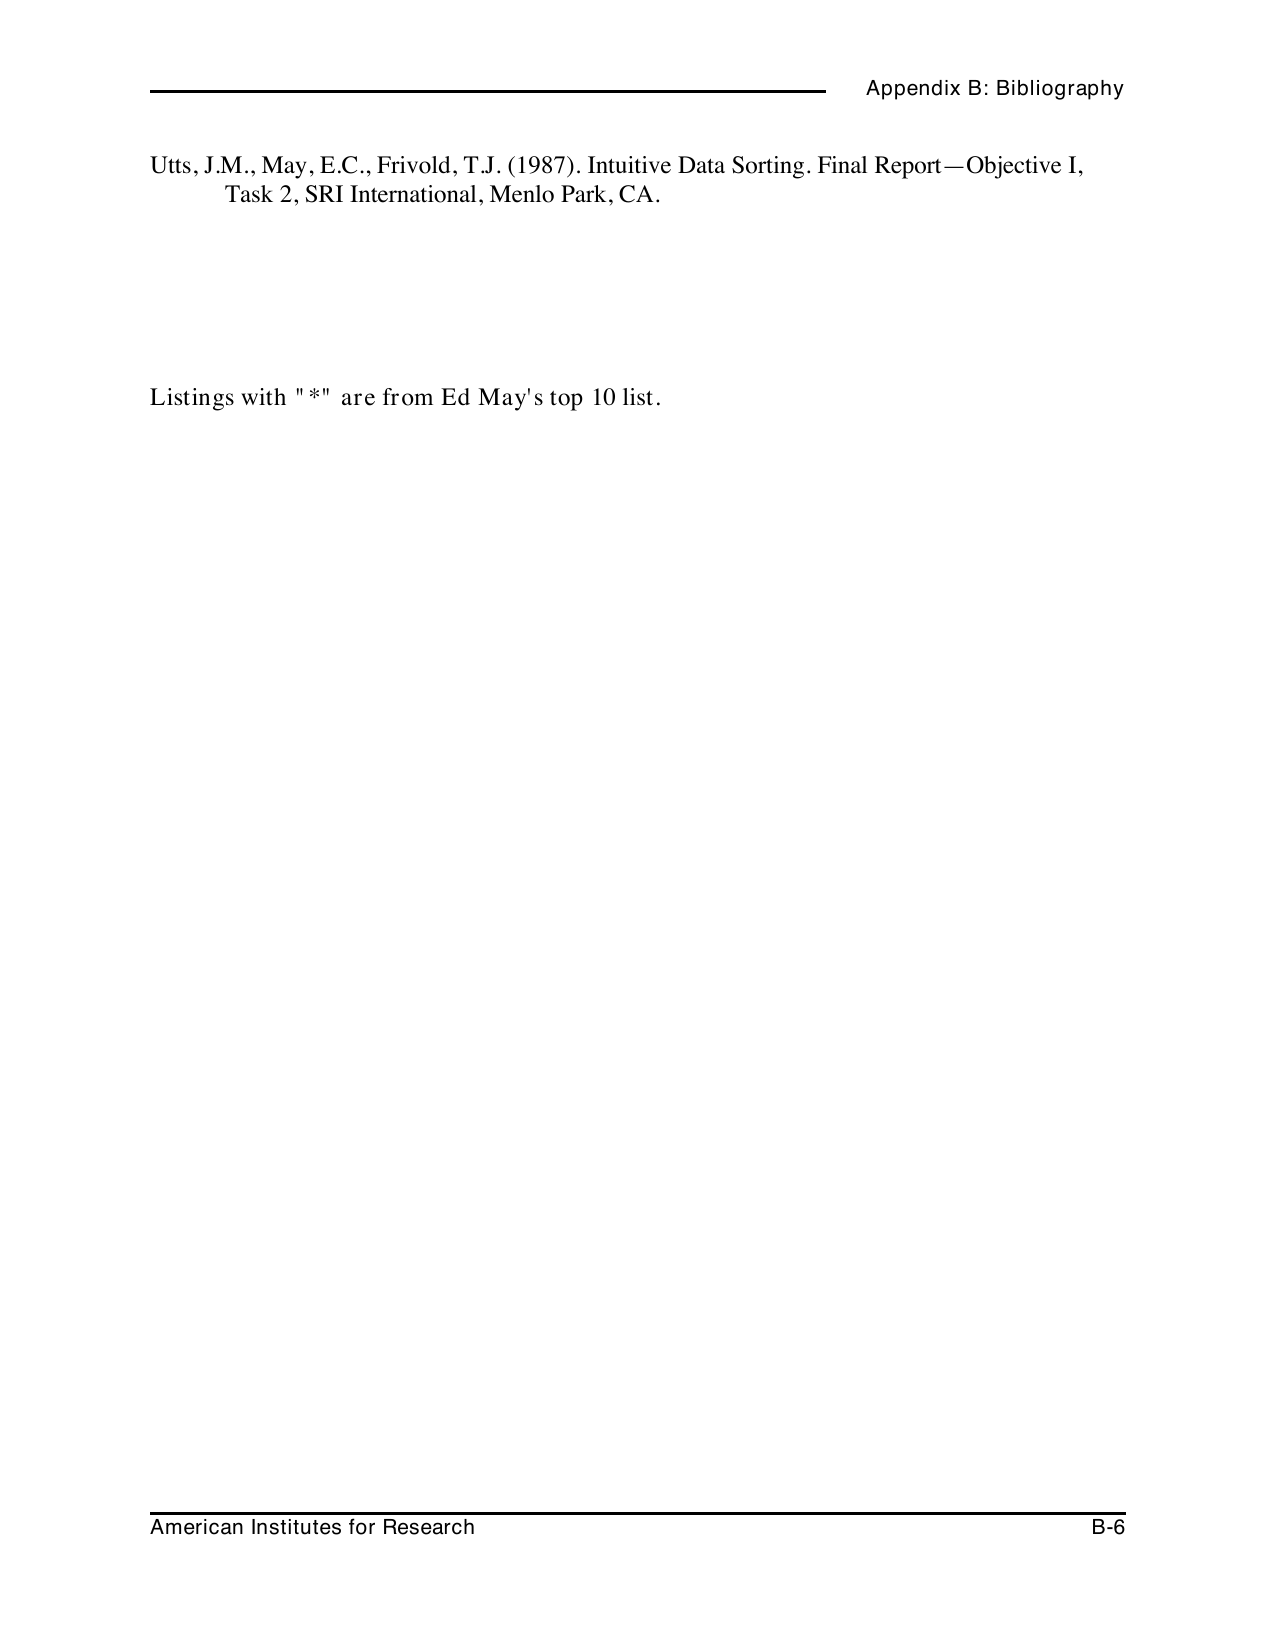 Appendix B: Bibliography
Utts, J.M., May, E.C., Frivold, T.J. (1987). Intuitive Data Sorting. Final Report—Objective I,
Task 2, SRI International, Menlo Park, CA.
Listings with "*" are from Ed May's top 10 list.
American Institutes for Research B-6